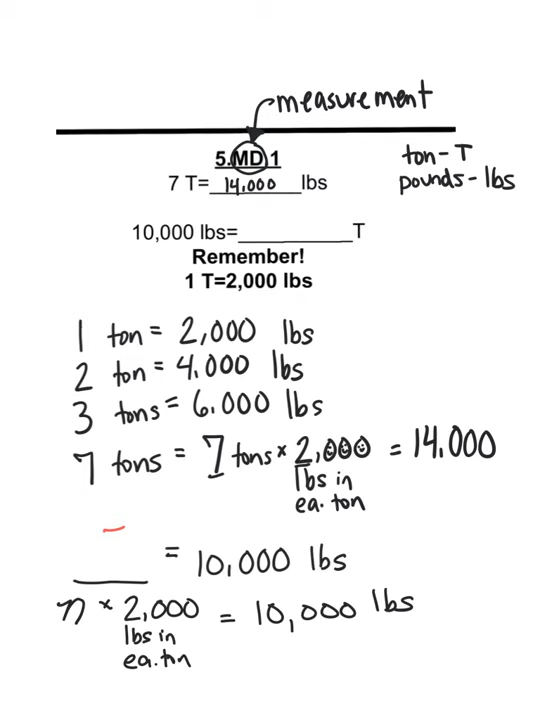 measurement
5.MD.1
ton - T
7 T= 14.000 lbs
pounds - lbs
10,000 lbs=____________T
Remember!
1 T=2,000 lbs
1 ton = 2,000 lbs
2 ton = 4.000 lbs
3 tons = 6.000 lbs
7 tons = 7 tons × 2,000 = 14.000
lbs in
ea. ton
____ = 10,000 lbs
n × 2,000 = 10,000 lbs
lbs in
ea. ton